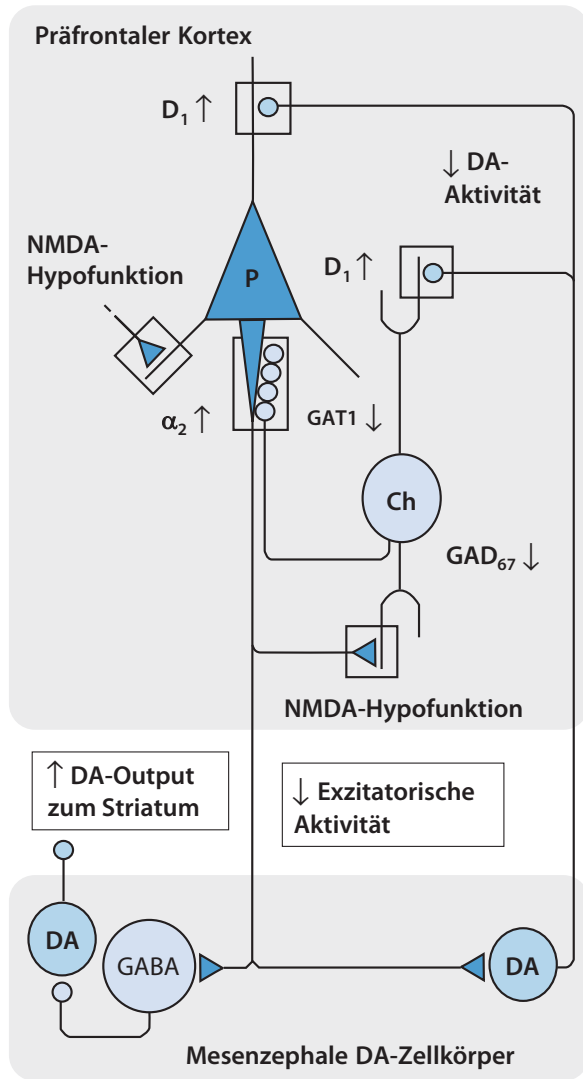 Präfrontaler Kortex
D₁ ↑
↓ DA-
Aktivität
NMDA-
Hypofunktion
P
D₁ ↑
α₂ ↑
GAT1 ↓
Ch
GAD₆₇ ↓
NMDA-Hypofunktion
↑ DA-Output
zum Striatum
↓ Exzitatorische
Aktivität
DA
GABA
DA
Mesenzephale DA-Zellkörper